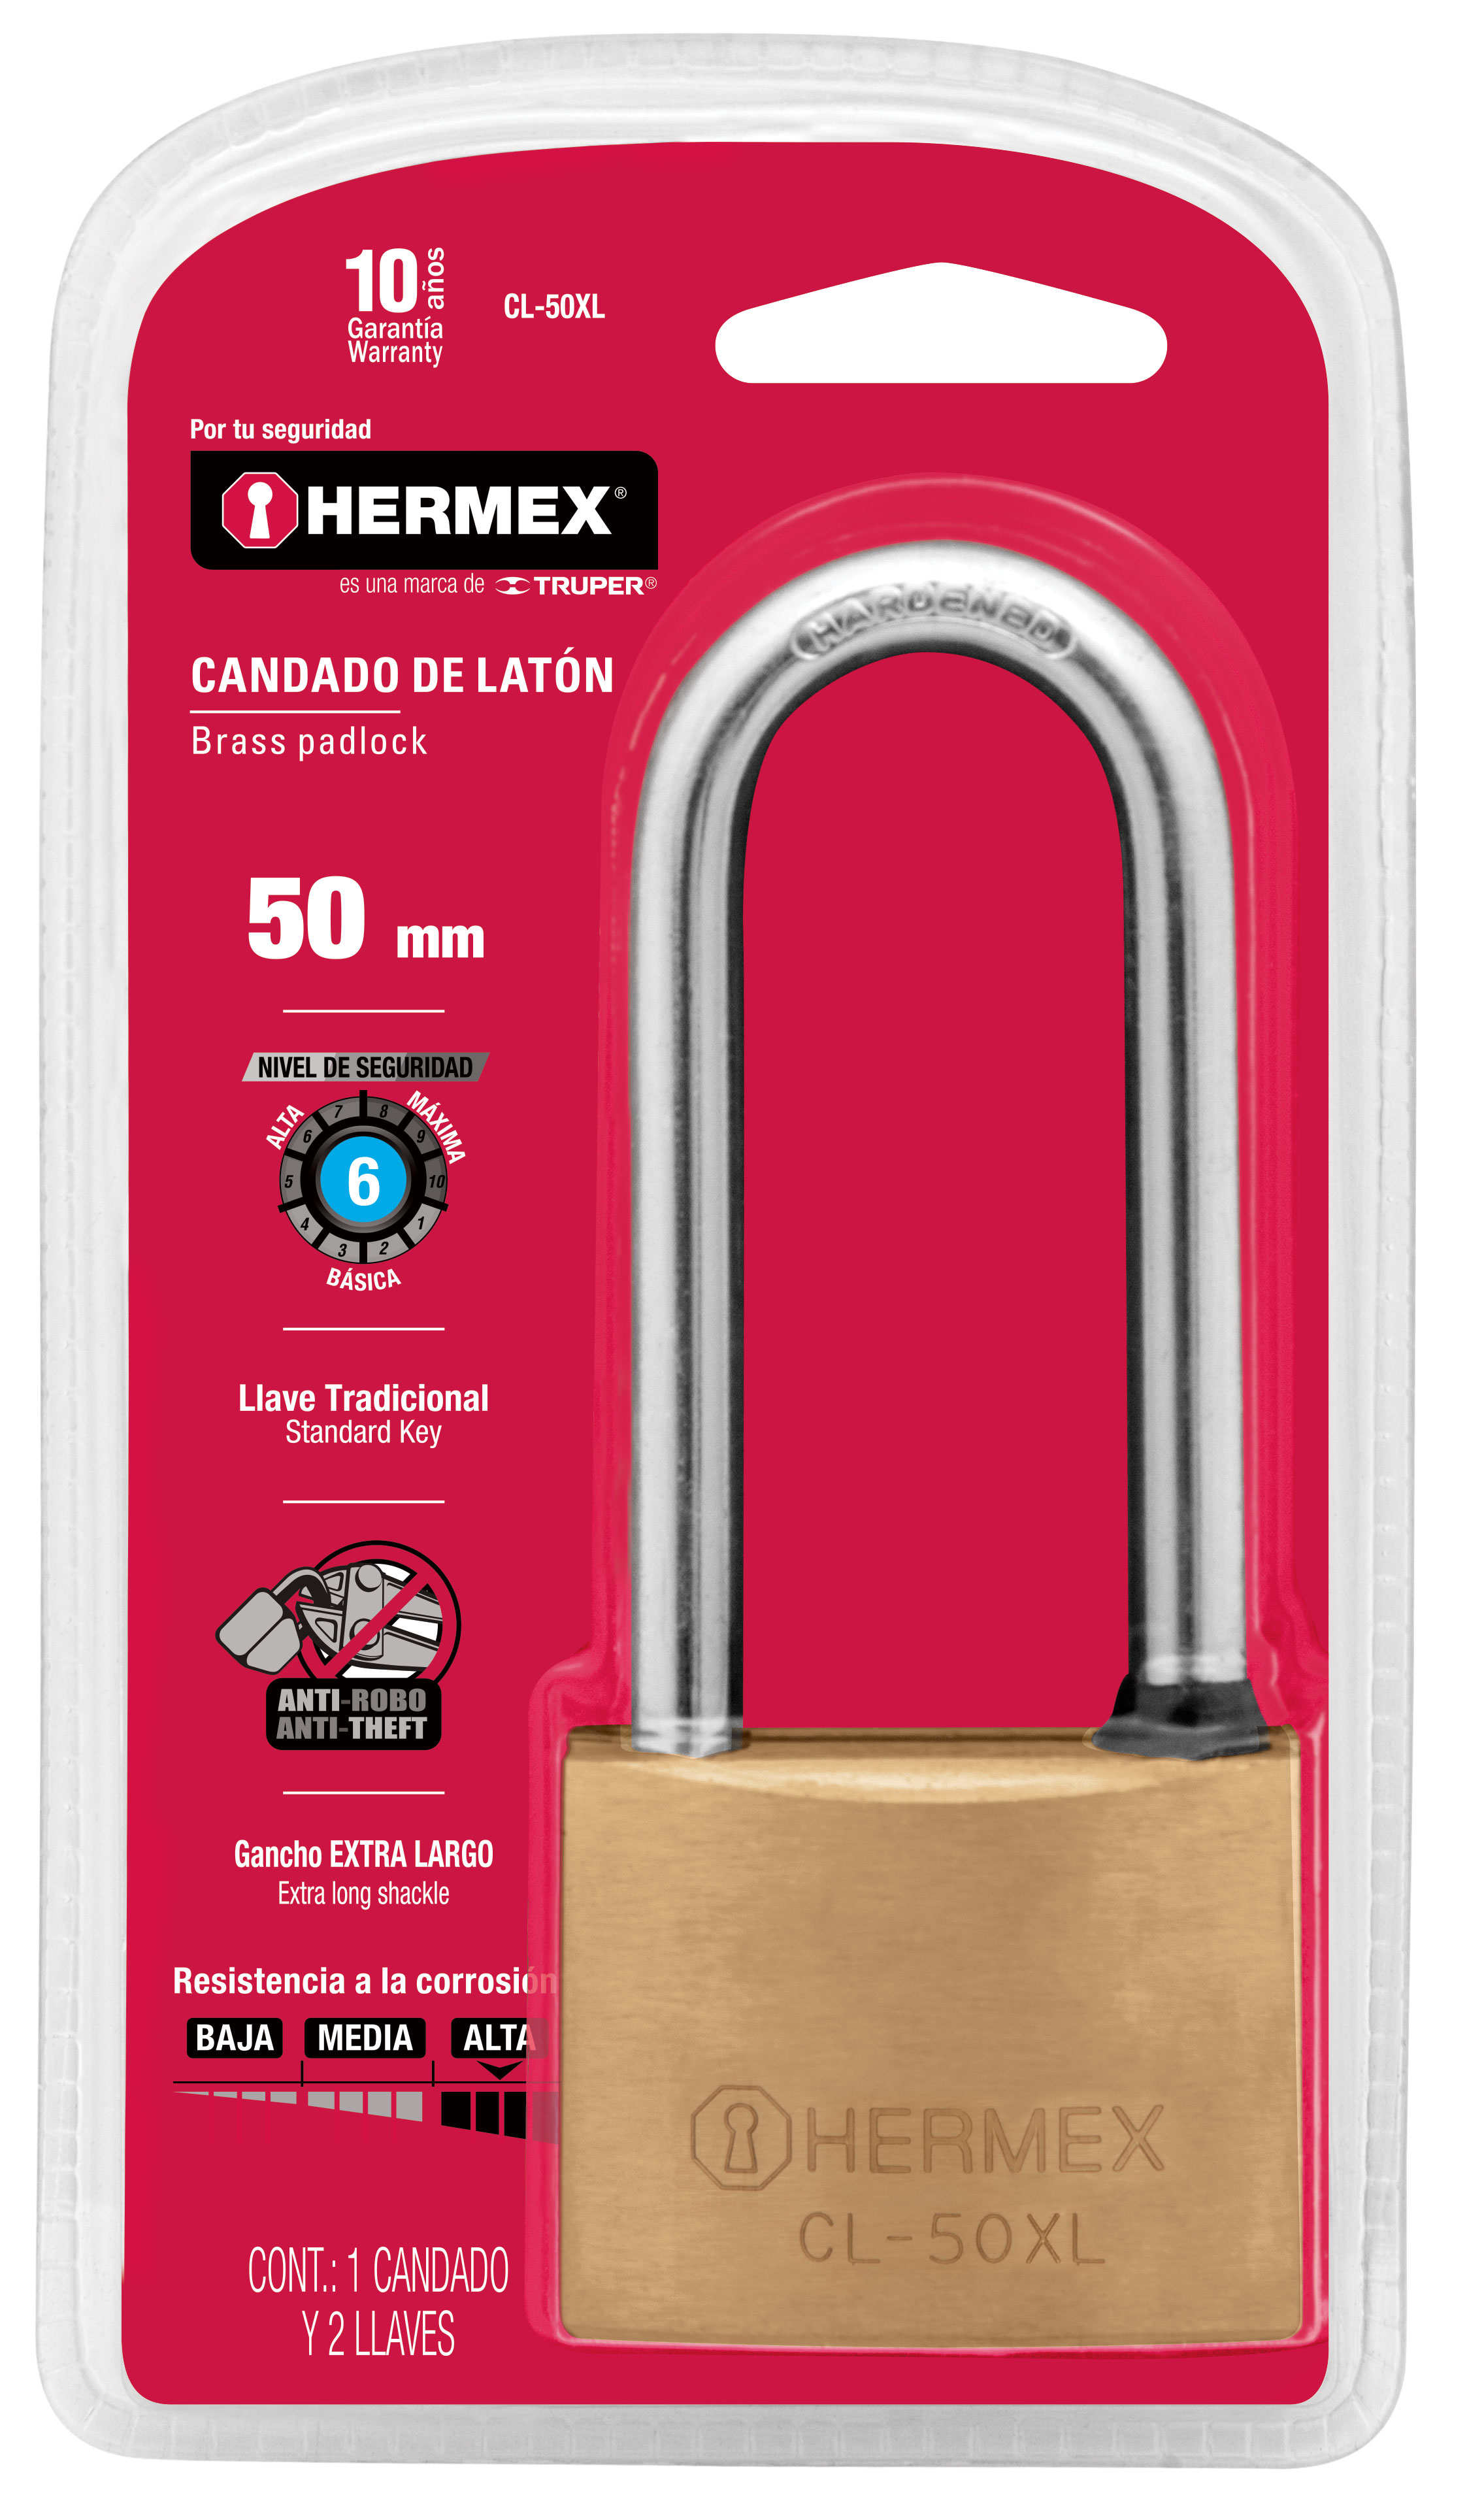 10 años
Garantía
Warranty
CL-50XL
Por tu seguridad
HERMEX®
es una marca de TRUPER®
HARDENED
CANDADO DE LATÓN
Brass padlock
50 mm
NIVEL DE SEGURIDAD
ALTA
MÁXIMA
7 8
6 9
5 6 10
4 1
3 2
BÁSICA
Llave Tradicional
Standard Key
ANTI-ROBO
ANTI-THEFT
Gancho EXTRA LARGO
Extra long shackle
Resistencia a la corrosión
BAJA MEDIA ALTA
HERMEX
CL-50XL
CONT.: 1 CANDADO
Y 2 LLAVES